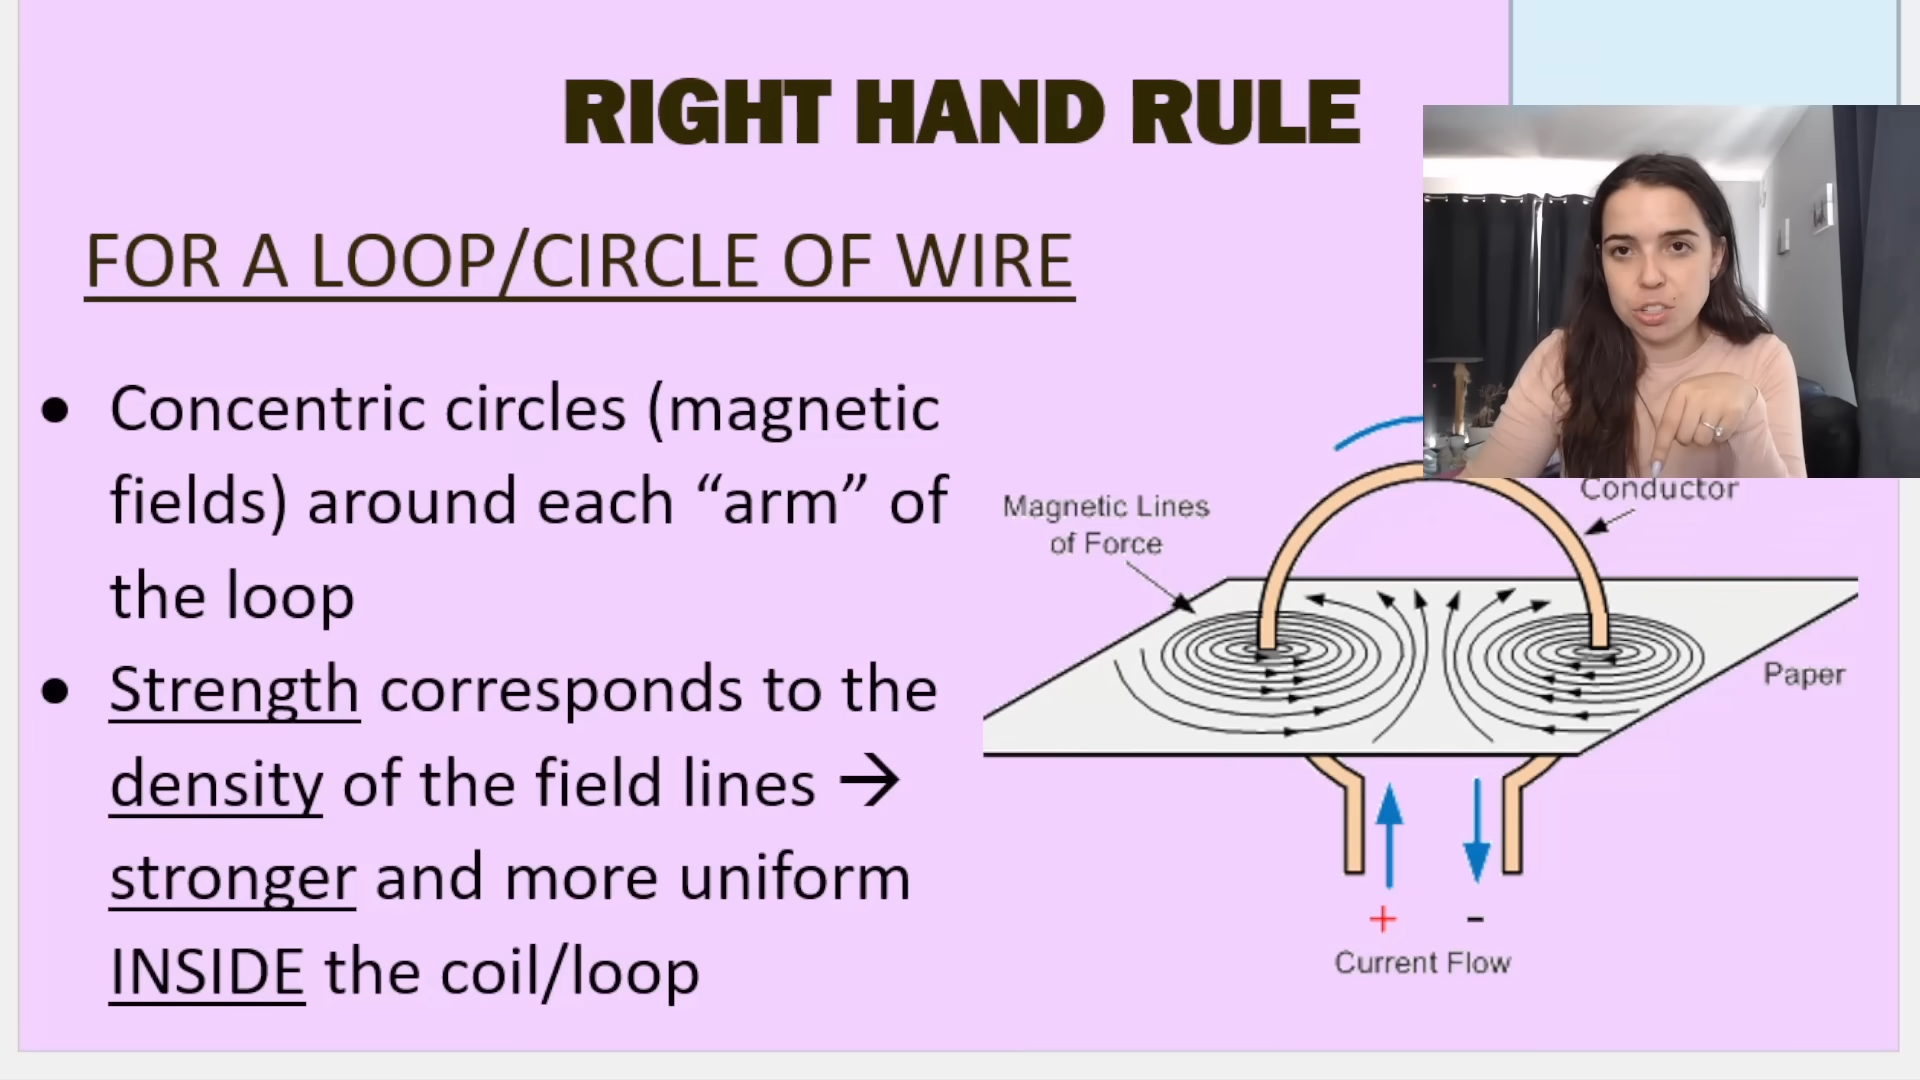 RIGHT HAND RULE
FOR A LOOP/CIRCLE OF WIRE
• Concentric circles (magnetic
fields) around each “arm” of
the loop
• Strength corresponds to the
density of the field lines →
stronger and more uniform
INSIDE the coil/loop
Magnetic Lines
of Force
Conductor
Paper
+ -
Current Flow